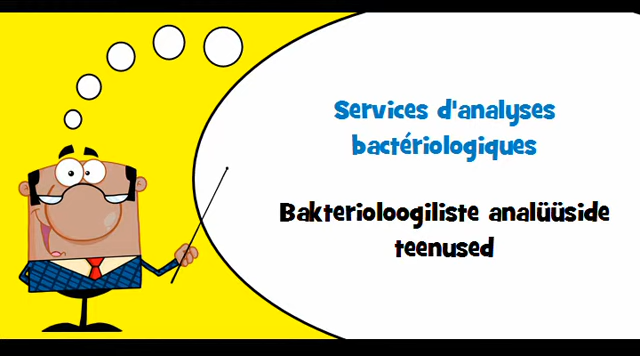 Services d'analyses
bactériologiques
Bakterioloogiliste analüüside
teenused